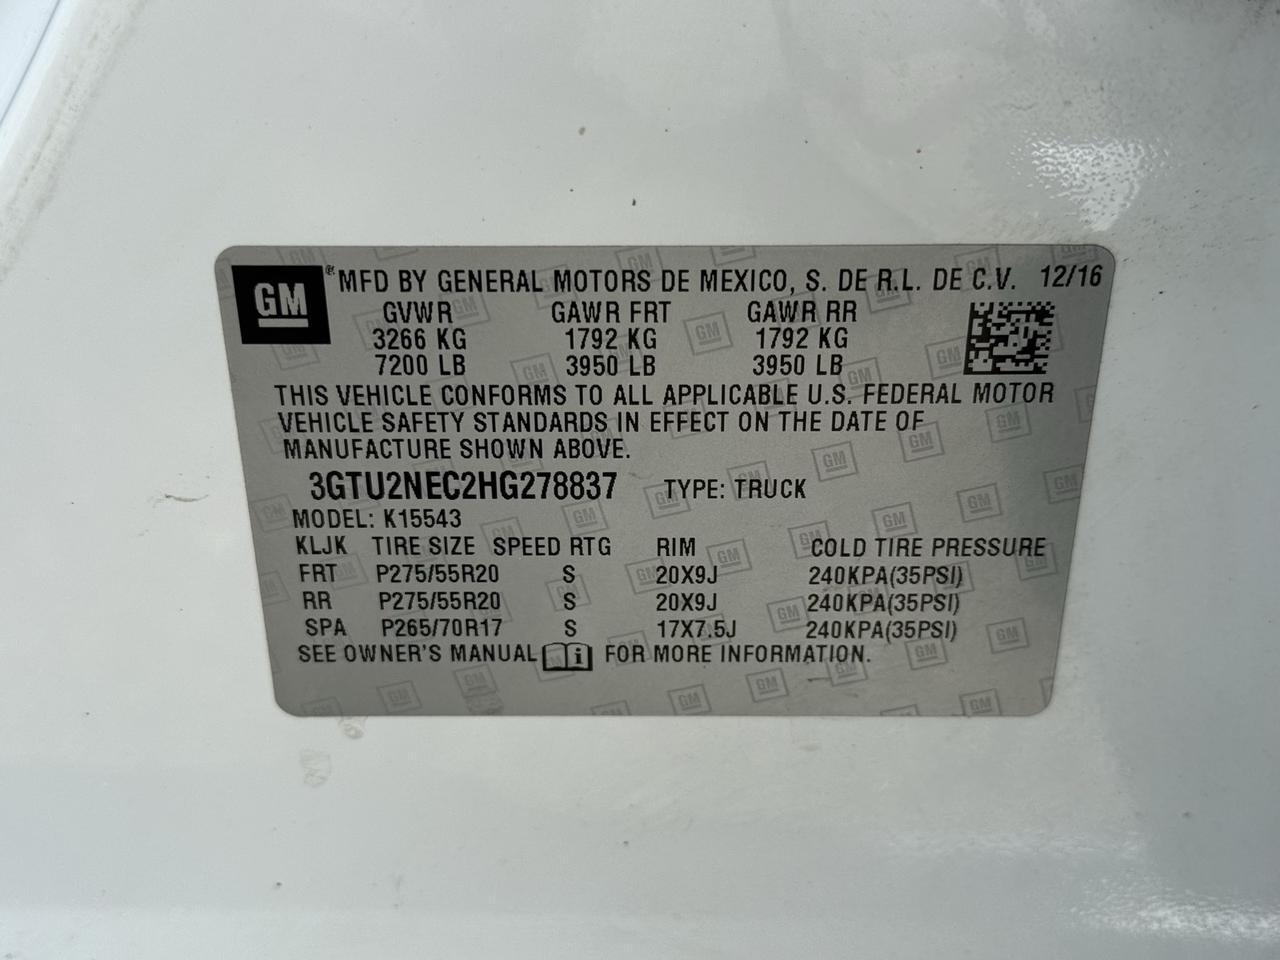 GM ® MFD BY GENERAL MOTORS DE MEXICO, S. DE R.L. DE C.V. 12/16
GVWR GAWR FRT GAWR RR
3266 KG 1792 KG 1792 KG
7200 LB 3950 LB 3950 LB
THIS VEHICLE CONFORMS TO ALL APPLICABLE U.S. FEDERAL MOTOR
VEHICLE SAFETY STANDARDS IN EFFECT ON THE DATE OF
MANUFACTURE SHOWN ABOVE.
3GTU2NEC2HG278837 TYPE: TRUCK
MODEL: K15543
KLJK TIRE SIZE SPEED RTG RIM COLD TIRE PRESSURE
FRT P275/55R20 S 20X9J 240KPA(35PSI)
RR P275/55R20 S 20X9J 240KPA(35PSI)
SPA P265/70R17 S 17X7.5J 240KPA(35PSI)
SEE OWNER'S MANUAL i FOR MORE INFORMATION.